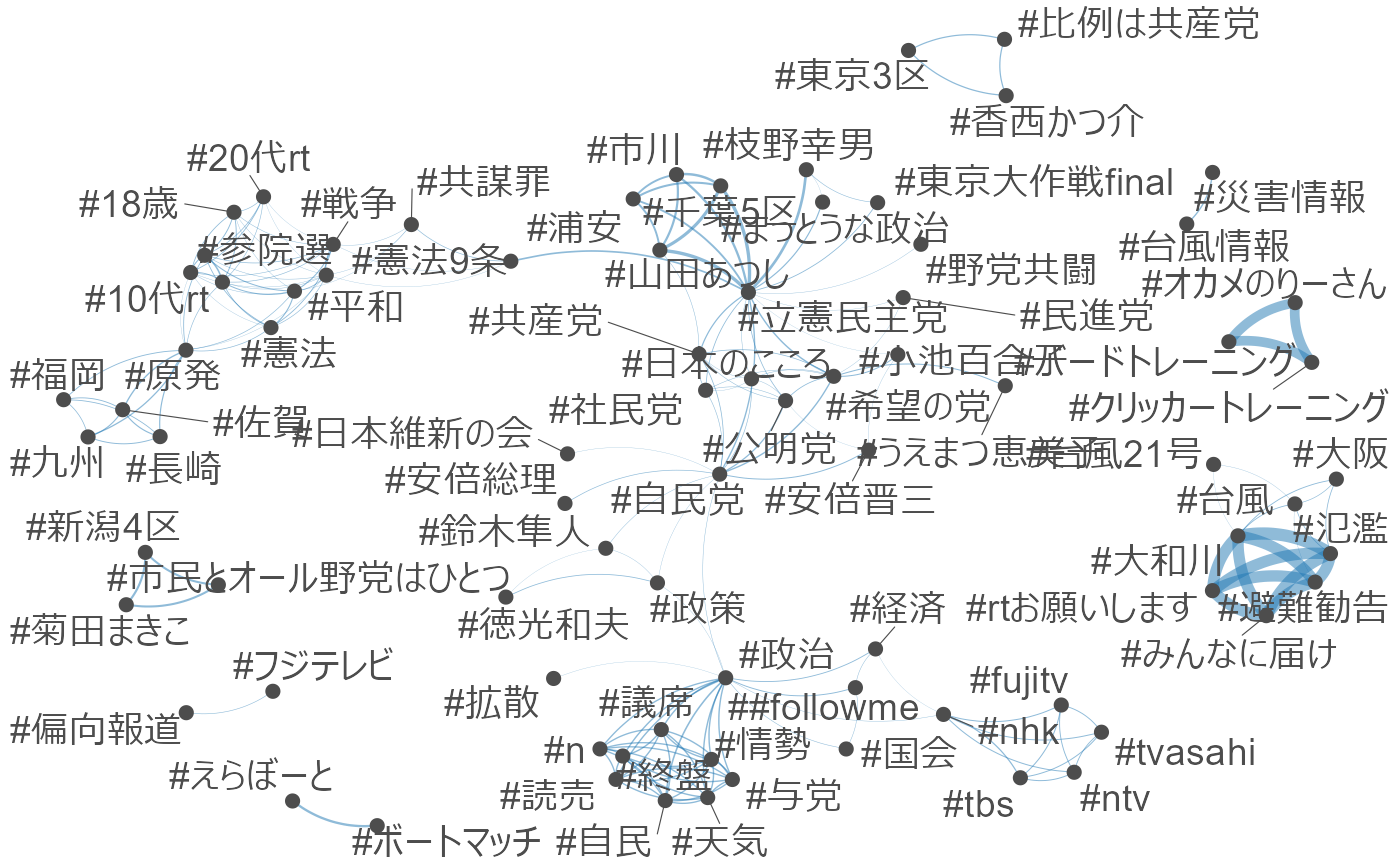 #比例は共産党
#東京3区
#香西かつ介
#20代rt
#市川
#枝野幸男
#18歳
#戦争
#共謀罪
#東京大作戦final
#災害情報
#千葉5区
#浦安
#まっとうな政治
#参院選
#憲法9条
#台風情報
#山田あつし
#野党共闘
#オカメのりーさん
#10代rt
#平和
#共産党
#立憲民主党
#民進党
#憲法
#日本のこころ
#小池百合子
#バードトレーニング
#福岡
#原発
#社民党
#希望の党
#クリッカートレーニング
#佐賀
#日本維新の会
#公明党
#うえまつ恵美子
#台風21号
#大阪
#九州
#長崎
#安倍総理
#自民党
#安倍晋三
#台風
#新潟4区
#鈴木隼人
#氾濫
#大和川
#市民とオール野党はひとつ
#政策
#経済
#rtお願いします
#避難勧告
#菊田まきこ
#徳光和夫
#みんなに届け
#フジテレビ
#政治
#fujitv
#拡散
#議席
##followme
#偏向報道
#n
#情勢
#国会
#nhk
#tvasahi
#えらぼーと
#終盤
#読売
#与党
#tbs
#ntv
#ボートマッチ
#自民
#天気